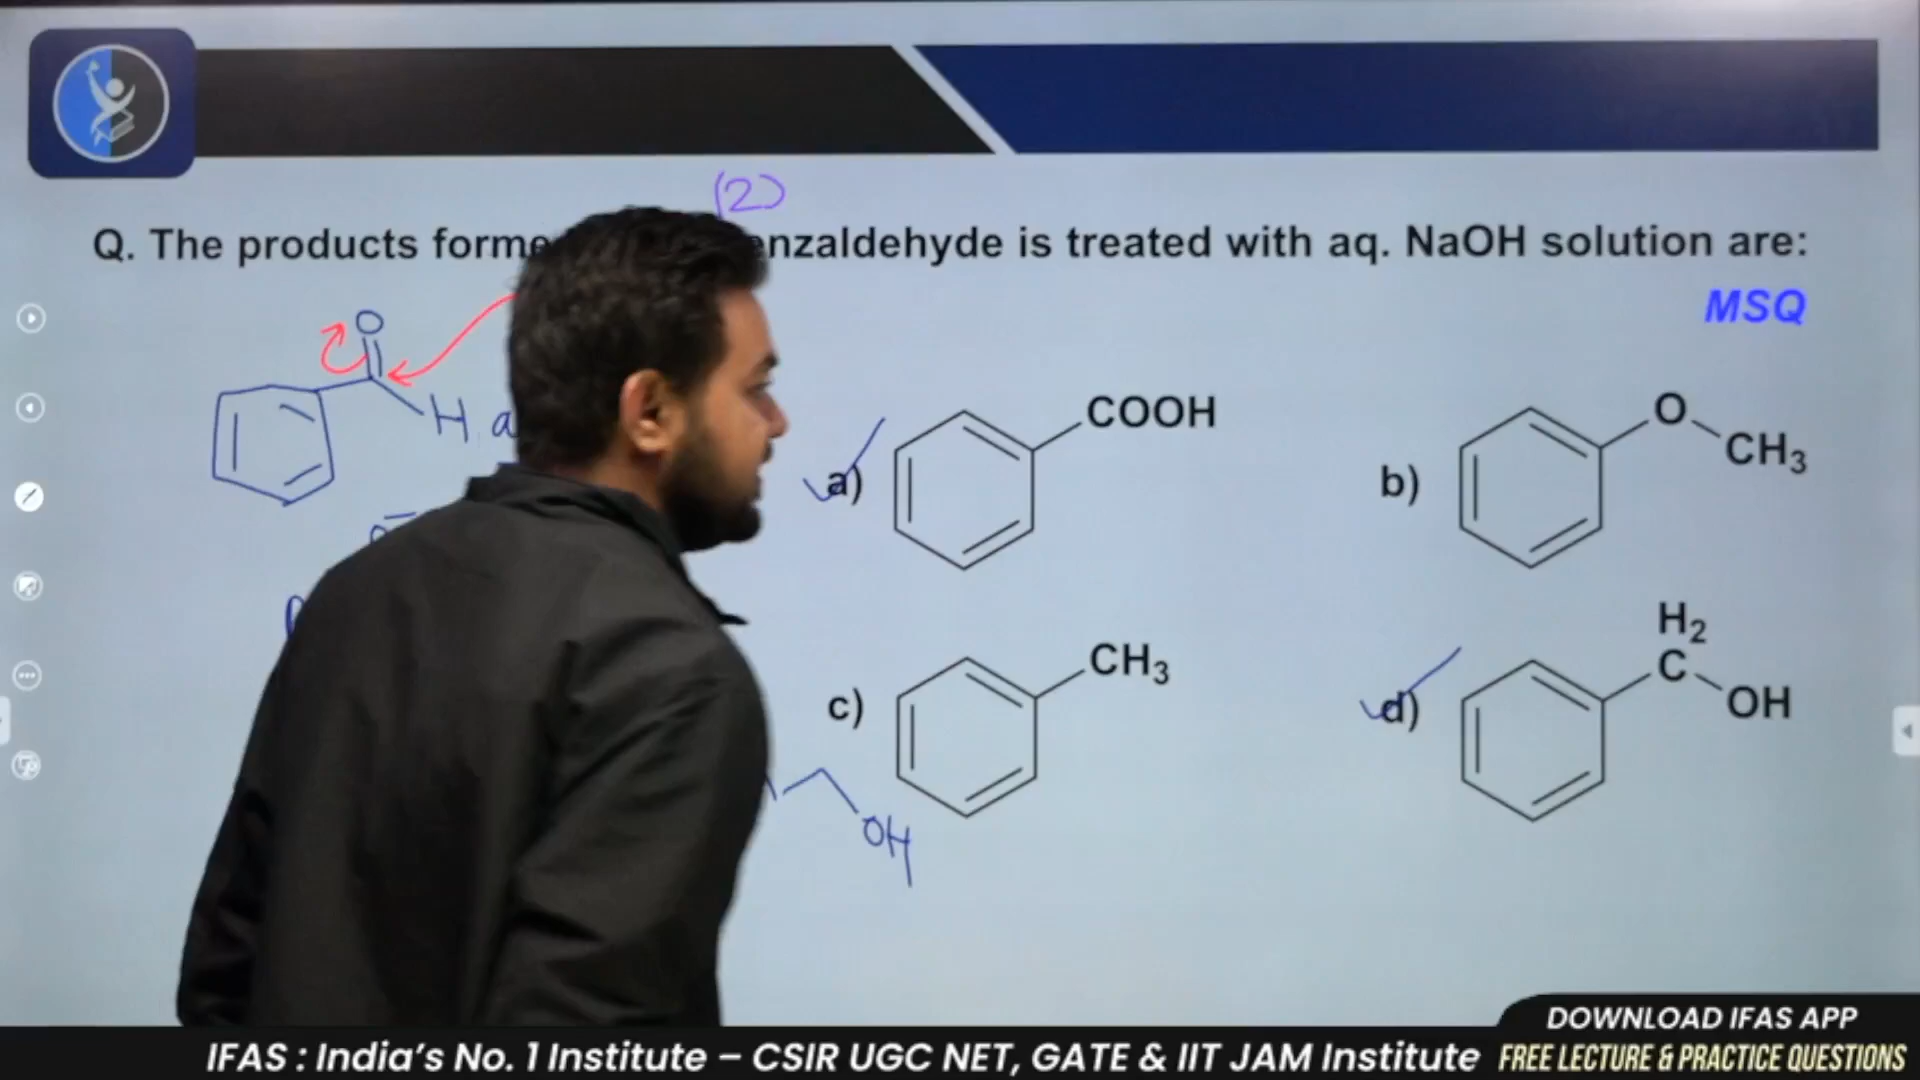 (2)
Q. The products forme enzaldehyde is treated with aq. NaOH solution are:
MSQ
O
H a
a) COOH
b) O CH₃
c) CH₃
d) H₂ C OH
OH
DOWNLOAD IFAS APP
IFAS : India's No. 1 Institute – CSIR UGC NET, GATE & IIT JAM Institute FREE LECTURE & PRACTICE QUESTIONS